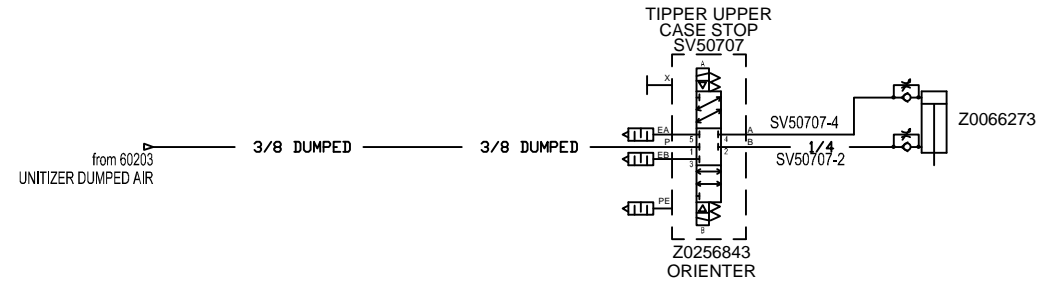 TIPPER UPPER
CASE STOP
SV50707
A
X
EA
5
4
A
SV50707-4
Z0066273
from 60203
UNITIZER DUMPED AIR
3/8 DUMPED
3/8 DUMPED
P
1
2
B
1/4
SV50707-2
EB
3
PE
B
Z0256843
ORIENTER